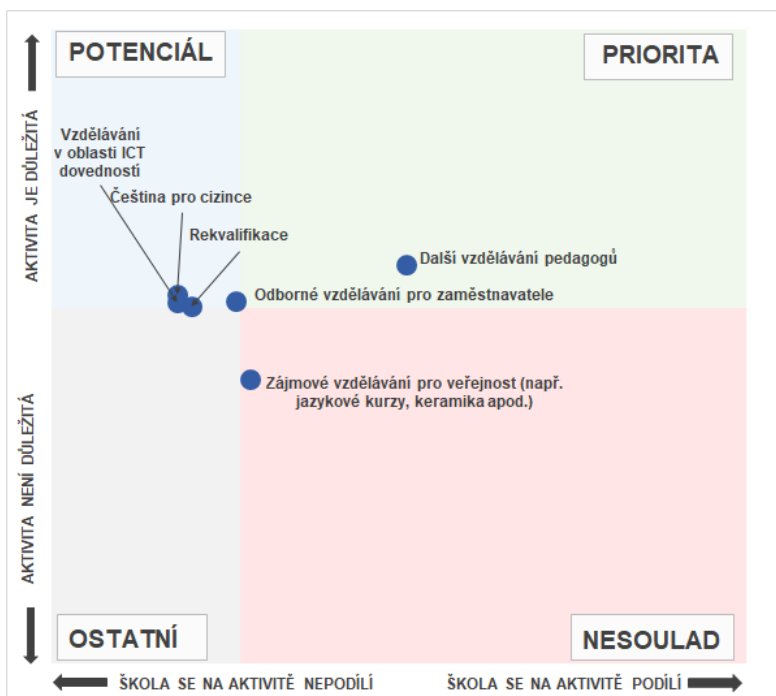 POTENCIÁL
PRIORITA
AKTIVITA JE DŮLEŽITÁ
Vzdělávání
v oblasti ICT
dovedností
Čeština pro cizince
Rekvalifikace
Další vzdělávání pedagogů
Odborné vzdělávání pro zaměstnavatele
Zájmové vzdělávání pro veřejnost (např.
jazykové kurzy, keramika apod.)
AKTIVITA NENÍ DŮLEŽITÁ
OSTATNÍ
NESOULAD
ŠKOLA SE NA AKTIVITĚ NEPODÍLÍ
ŠKOLA SE NA AKTIVITĚ PODÍLÍ